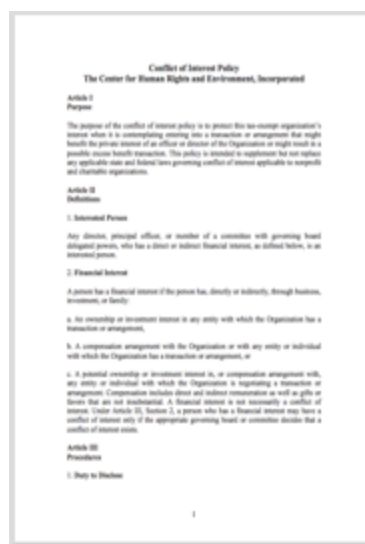 Conflict of Interest Policy
The Center for Human Rights and Environment, Incorporated
Article I
Purpose
The purpose of the conflict of interest policy is to protect this tax-exempt organization's
interest when it is contemplating entering into a transaction or arrangement that might
benefit the private interest of an officer or director of the Organization or might result in a
possible excess benefit transaction. This policy is intended to supplement but not replace
any applicable state and federal laws governing conflict of interest applicable to nonprofit
and charitable organizations.
Article II
Definitions
1. Interested Person
Any director, principal officer, or member of a committee with governing board
delegated powers, who has a direct or indirect financial interest, as defined below, is an
interested person.
2. Financial Interest
A person has a financial interest if the person has, directly or indirectly, through business,
investment, or family:
a. An ownership or investment interest in any entity with which the Organization has a
transaction or arrangement,
b. A compensation arrangement with the Organization or with any entity or individual
with which the Organization has a transaction or arrangement, or
c. A potential ownership or investment interest in, or compensation arrangement with,
any entity or individual with which the Organization is negotiating a transaction or
arrangement. Compensation includes direct and indirect remuneration as well as gifts or
favors that are not insubstantial. A financial interest is not necessarily a conflict of
interest. Under Article III, Section 2, a person who has a financial interest may have a
conflict of interest only if the appropriate governing board or committee decides that a
conflict of interest exists.
Article III
Procedures
1. Duty to Disclose
1